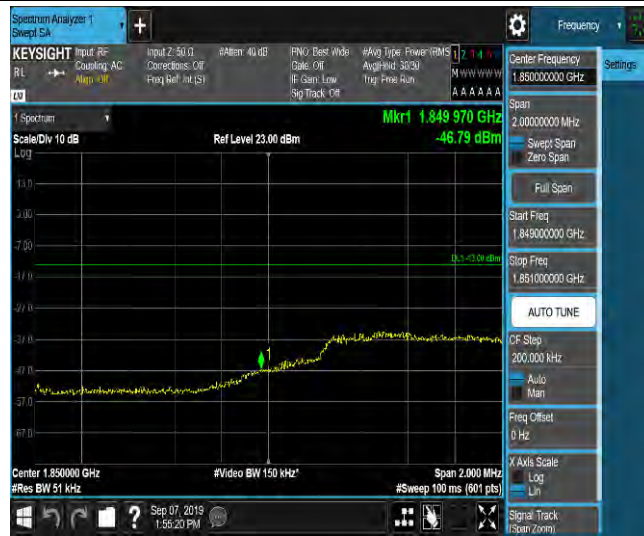 Spectrum Analyzer 1
Swept SA
+
Frequency
KEYSIGHT
RL
Input: RF
Coupling: AC
Align: Off
Input Z: 50 Ω
Corrections: Off
Freq Ref: Int (S)
#Atten: 40 dB
PNO: Best Wide
Gate: Off
IF Gain: Low
Sig Track: Off
#Avg Type: Power (RMS
Avg|Hold: 30/30
Trig: Free Run
M W W W W W
A A A A A A
LXI
1 Spectrum
Scale/Div 10 dB
Log
Ref Level 23.00 dBm
Mkr1 1.849 970 GHz
-46.79 dBm
13.0
3.00
-7.00
DL1 -13.00 dBm
-17.0
-27.0
-37.0
-47.0
-57.0
-67.0
1
Center 1.850000 GHz
#Res BW 51 kHz
#Video BW 150 kHz*
Span 2.000 MHz
#Sweep 100 ms (601 pts)
?
Sep 07, 2019
1:55:20 PM
Center Frequency
1.850000000 GHz
Settings
Span
2.00000000 MHz
Swept Span
Zero Span
Full Span
Start Freq
1.849000000 GHz
Stop Freq
1.851000000 GHz
AUTO TUNE
CF Step
200.000 kHz
Auto
Man
Freq Offset
0 Hz
X Axis Scale
Log
Lin
Signal Track
(Span Zoom)